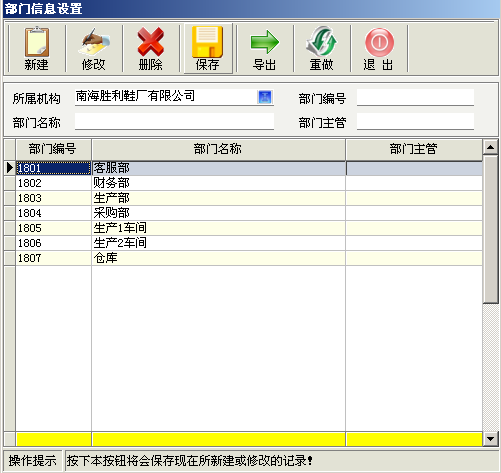 部门信息设置
新建 修改 删除 保存 导出 重做 退 出
所属机构 南海胜利鞋厂有限公司 部门编号
部门名称 部门主管
部门编号 部门名称 部门主管
1801 客服部
1802 财务部
1803 生产部
1804 采购部
1805 生产1车间
1806 生产2车间
1807 仓库
操作提示 按下本按钮将会保存现在所新建或修改的记录!